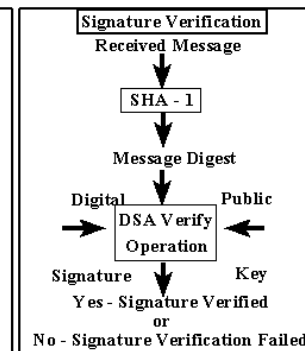 Signature Verification
Received Message
SHA - 1
Message Digest
Digital Public
DSA Verify
Operation
Signature Key
Yes - Signature Verified
or
No - Signature Verification Failed